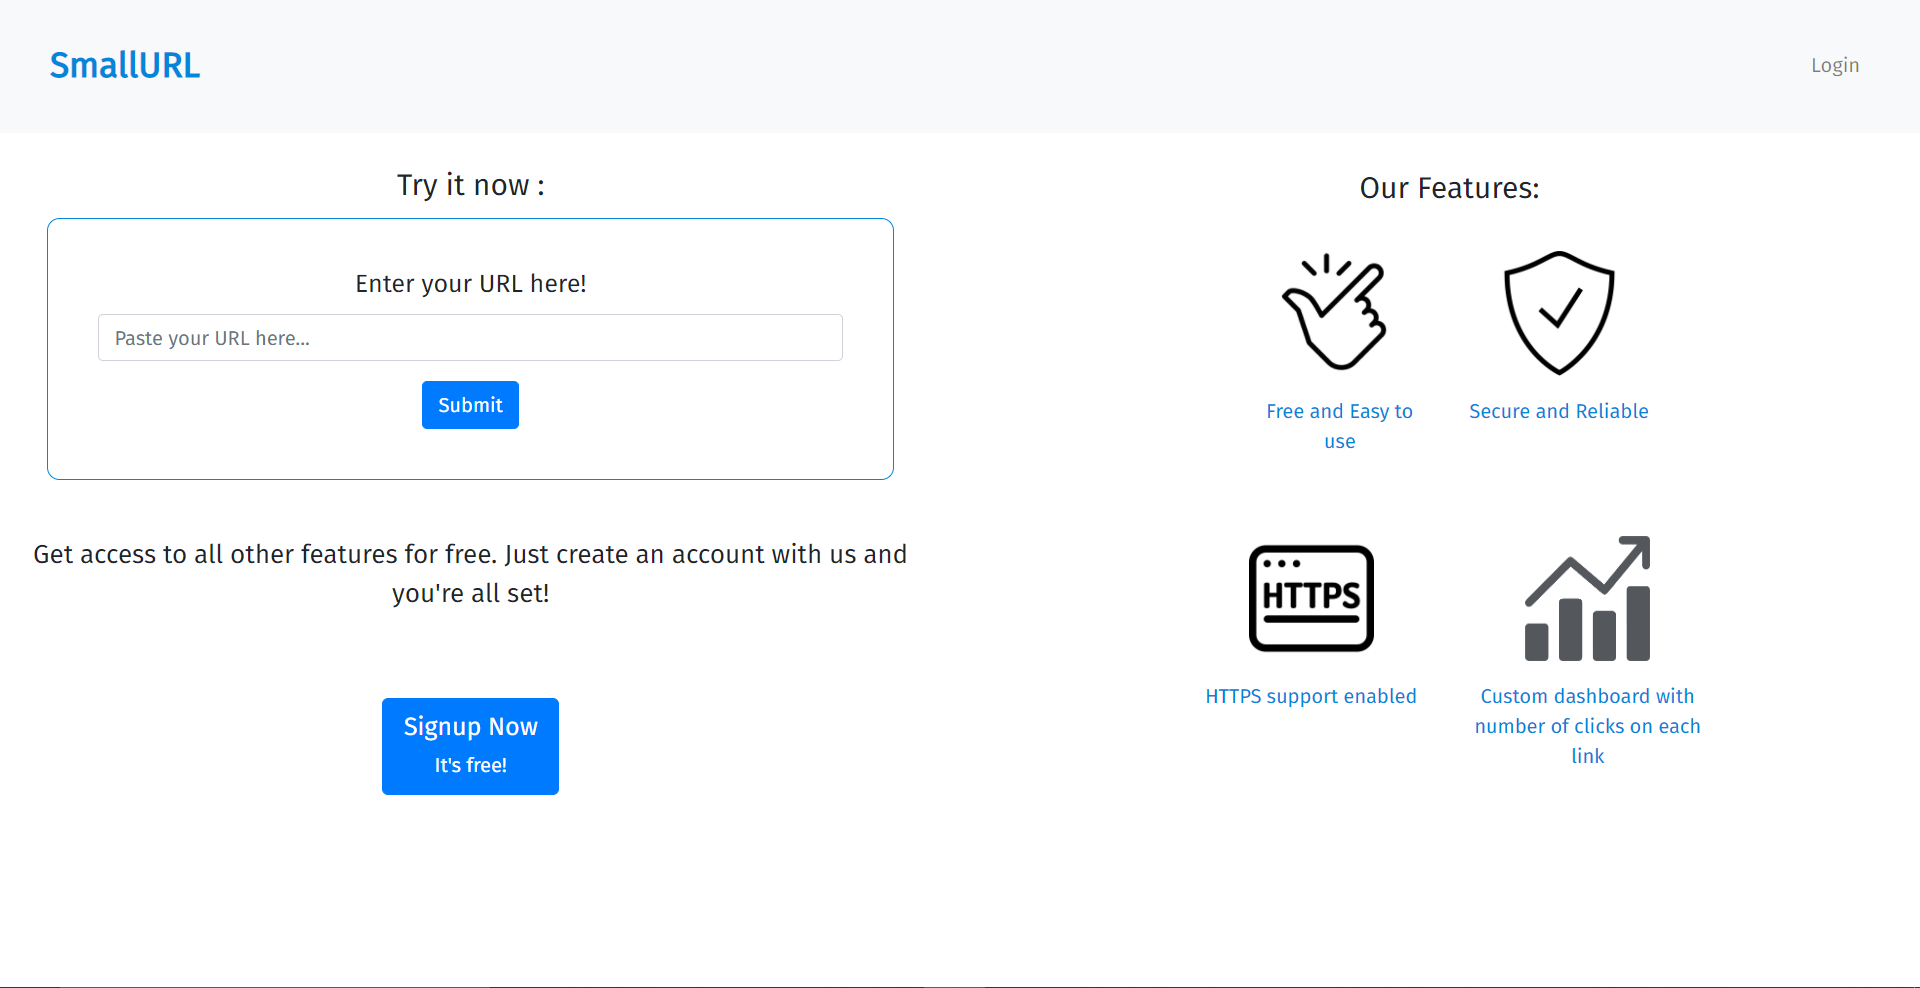 SmallURL
Login
Try it now :
Enter your URL here!
Paste your URL here...
Submit
Get access to all other features for free. Just create an account with us and
you're all set!
Signup Now
It's free!
Our Features:
Free and Easy to
use
Secure and Reliable
HTTPS
HTTPS support enabled
Custom dashboard with
number of clicks on each
link